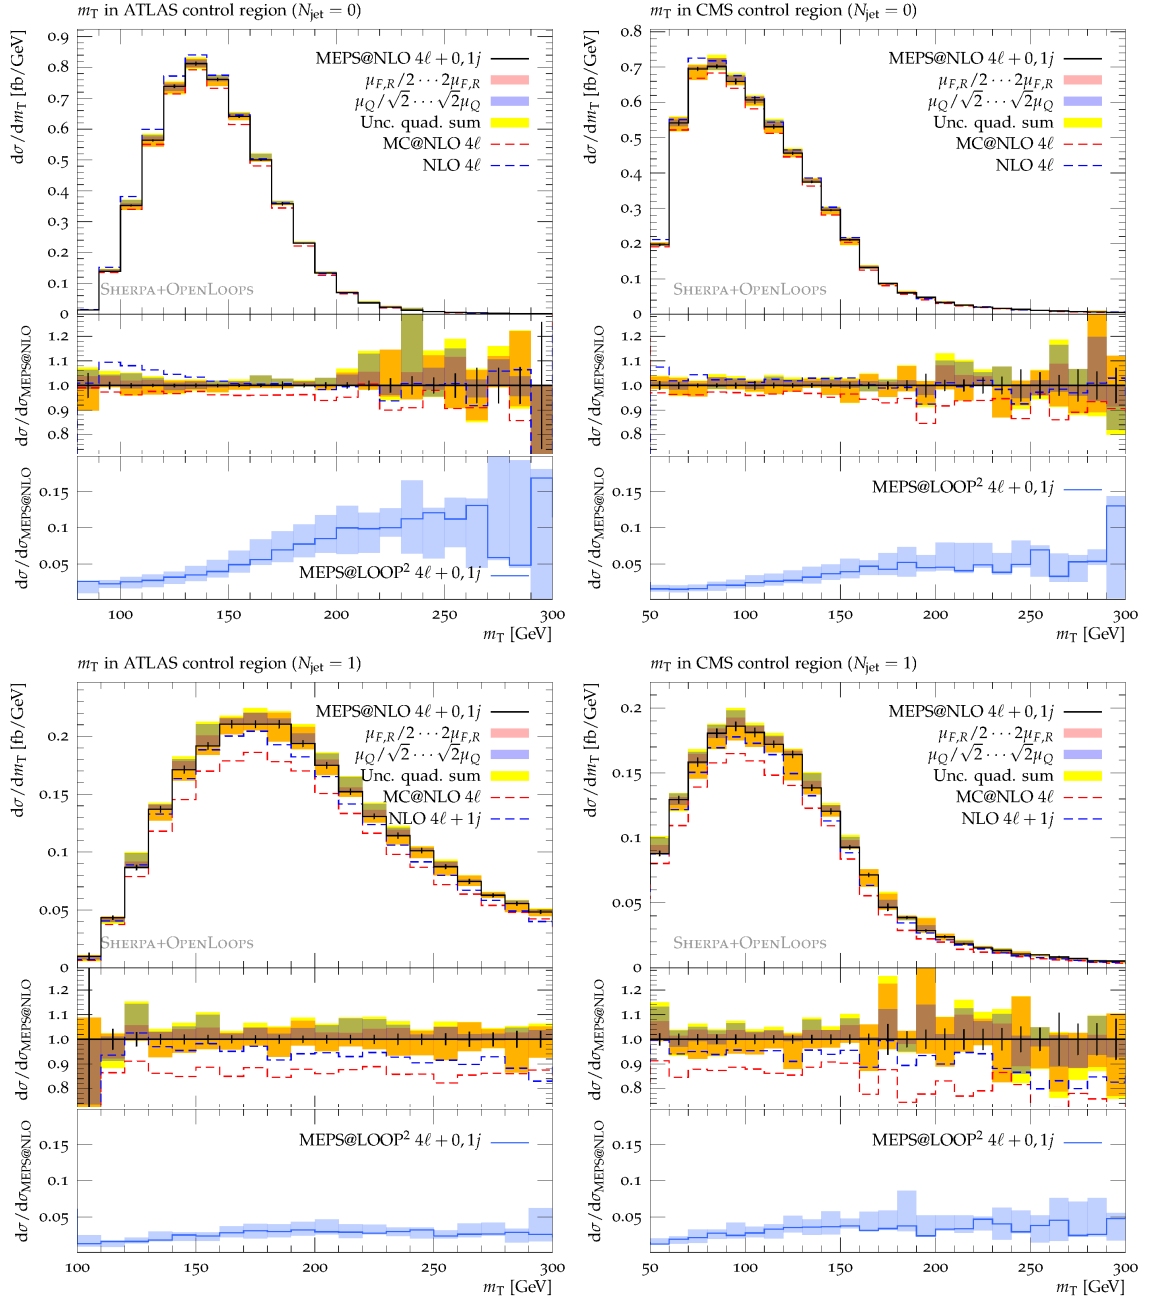 m_T in ATLAS control region (N_jet = 0)
dσ/dm_T [fb/GeV]
0.9
0.8
0.7
0.6
0.5
0.4
0.3
0.2
0.1
0
MEPS@NLO 4ℓ + 0, 1j
μ_F,R/2 ··· 2μ_F,R
μ_Q/√2 ··· √2μ_Q
Unc. quad. sum
MC@NLO 4ℓ
NLO 4ℓ
SHERPA+OPENLOOPS
dσ/dσ_MEPS@NLO
1.2
1.1
1.0
0.9
0.8
dσ/dσ_MEPS@NLO
0.15
0.1
0.05
MEPS@LOOP² 4ℓ + 0, 1j
100 150 200 250 300
m_T [GeV]
m_T in CMS control region (N_jet = 0)
dσ/dm_T [fb/GeV]
0.8
0.7
0.6
0.5
0.4
0.3
0.2
0.1
0
MEPS@NLO 4ℓ + 0, 1j
μ_F,R/2 ··· 2μ_F,R
μ_Q/√2 ··· √2μ_Q
Unc. quad. sum
MC@NLO 4ℓ
NLO 4ℓ
SHERPA+OPENLOOPS
dσ/dσ_MEPS@NLO
1.2
1.1
1.0
0.9
0.8
dσ/dσ_MEPS@NLO
0.15
0.1
0.05
MEPS@LOOP² 4ℓ + 0, 1j
50 100 150 200 250 300
m_T [GeV]
m_T in ATLAS control region (N_jet = 1)
dσ/dm_T [fb/GeV]
0.2
0.15
0.1
0.05
0
MEPS@NLO 4ℓ + 0, 1j
μ_F,R/2 ··· 2μ_F,R
μ_Q/√2 ··· √2μ_Q
Unc. quad. sum
MC@NLO 4ℓ
NLO 4ℓ + 1j
SHERPA+OPENLOOPS
dσ/dσ_MEPS@NLO
1.2
1.1
1.0
0.9
0.8
dσ/dσ_MEPS@NLO
0.15
0.1
0.05
MEPS@LOOP² 4ℓ + 0, 1j
100 150 200 250 300
m_T [GeV]
m_T in CMS control region (N_jet = 1)
dσ/dm_T [fb/GeV]
0.2
0.15
0.1
0.05
0
MEPS@NLO 4ℓ + 0, 1j
μ_F,R/2 ··· 2μ_F,R
μ_Q/√2 ··· √2μ_Q
Unc. quad. sum
MC@NLO 4ℓ
NLO 4ℓ + 1j
SHERPA+OPENLOOPS
dσ/dσ_MEPS@NLO
1.2
1.1
1.0
0.9
0.8
dσ/dσ_MEPS@NLO
0.15
0.1
0.05
MEPS@LOOP² 4ℓ + 0, 1j
50 100 150 200 250 300
m_T [GeV]